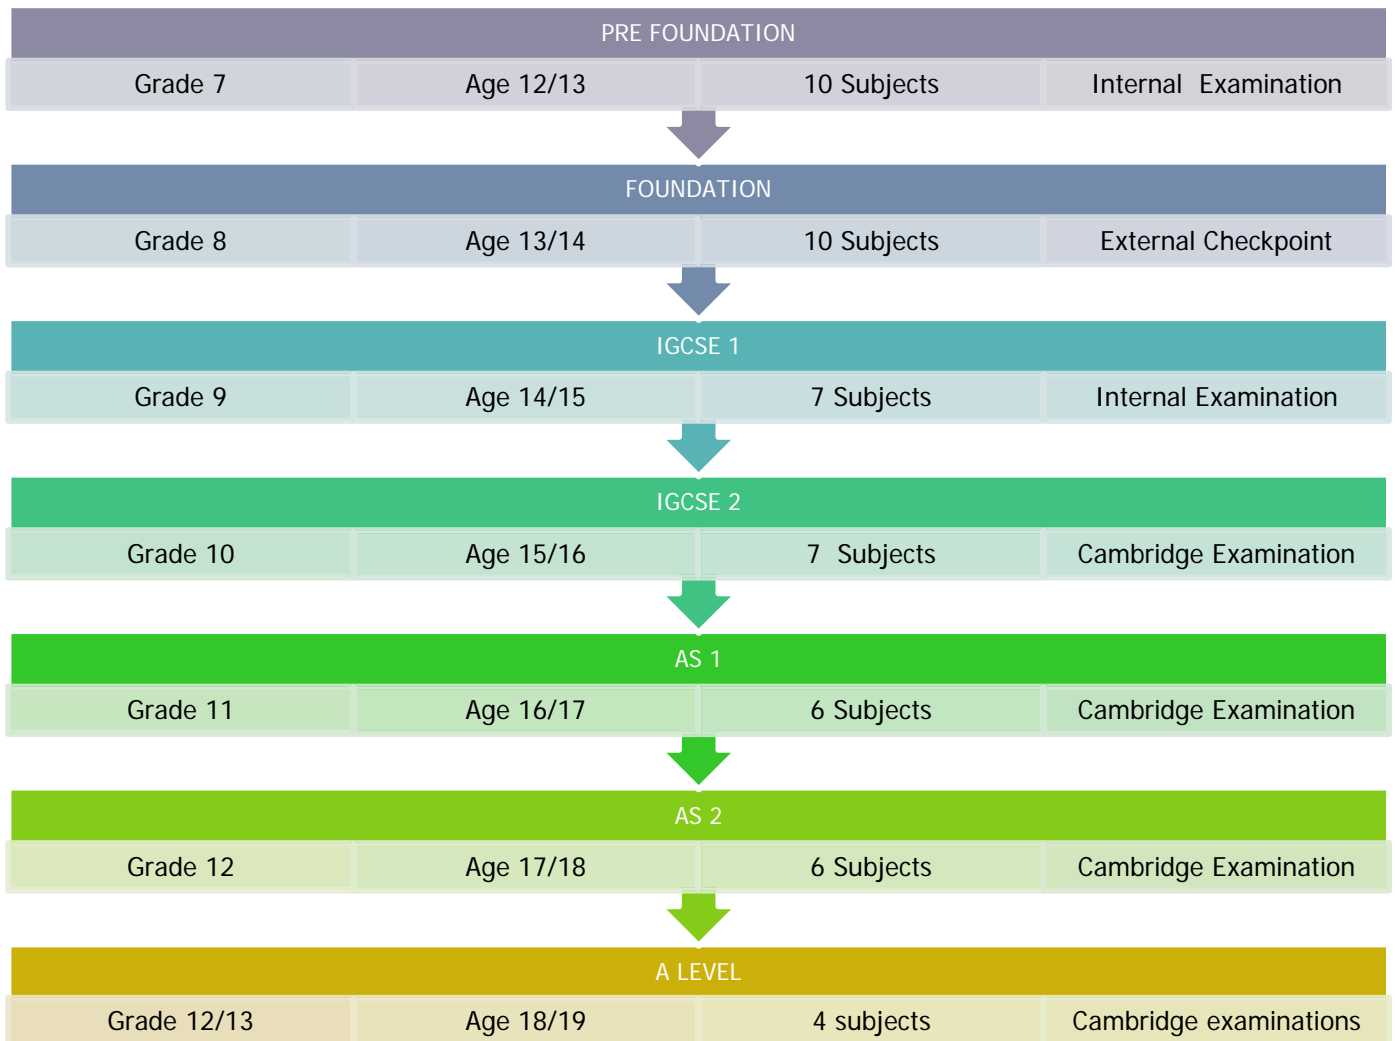 PRE FOUNDATION
Grade 7 Age 12/13 10 Subjects Internal  Examination
FOUNDATION
Grade 8 Age 13/14 10 Subjects External Checkpoint
IGCSE 1
Grade 9 Age 14/15 7 Subjects Internal Examination
IGCSE 2
Grade 10 Age 15/16 7  Subjects Cambridge Examination
AS 1
Grade 11 Age 16/17 6 Subjects Cambridge Examination
AS 2
Grade 12 Age 17/18 6 Subjects Cambridge Examination
A LEVEL
Grade 12/13 Age 18/19 4 subjects Cambridge examinations